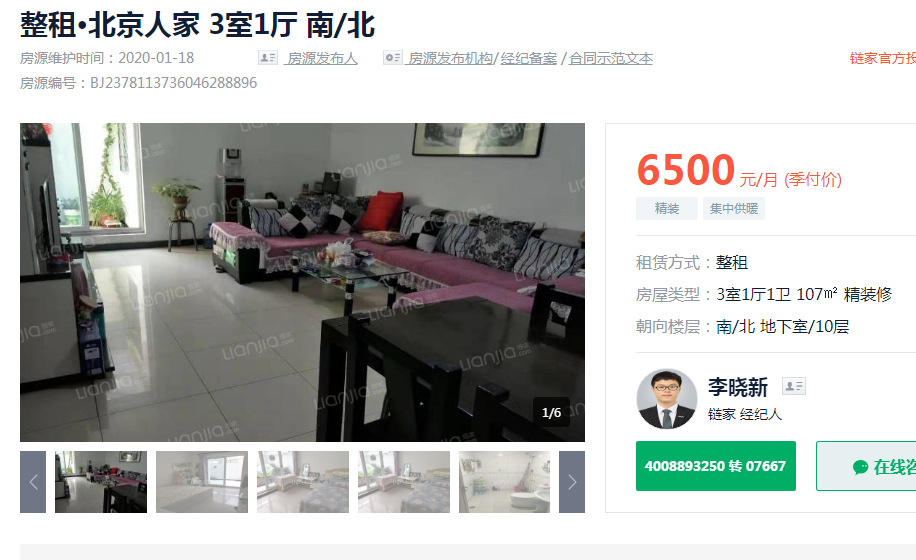 整租·北京人家 3室1厅 南/北
房源维护时间：2020-01-18 房源发布人 房源发布机构/经纪备案 /合同示范文本 链家官方投
房源编号：BJ2378113736046288896
6500 元/月 (季付价)
精装 集中供暖
租赁方式：整租
房屋类型：3室1厅1卫 107㎡ 精装修
朝向楼层：南/北 地下室/10层
李晓新
链家 经纪人
1/6
4008893250 转 07667
在线咨
Lianjia.com